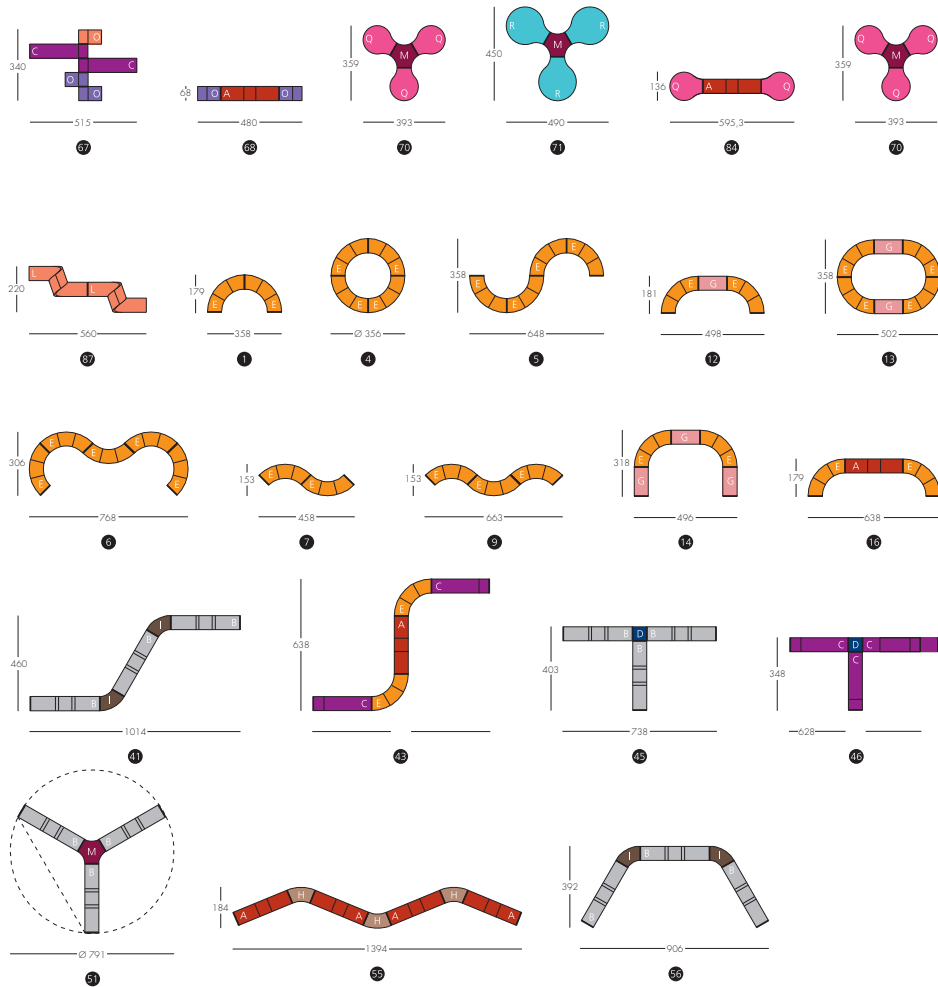 O
C
340
C
O
O
515
67
68
O
A
O
480
68
359
Q
Q
M
Q
393
70
450
R
R
M
R
490
71
136
Q
A
Q
595,3
84
359
Q
Q
M
Q
393
70
220
L
L
560
87
179
E
E
358
1
E
E
E
E
Ø 356
4
358
E
E
E
648
5
181
E
G
E
498
12
358
G
E
E
G
502
13
306
E
E
E
E
768
6
153
E
E
458
7
153
E
E
E
663
9
318
G
E
E
G
G
496
14
179
E
A
E
638
16
460
I
B
B
B
I
1014
41
638
C
E
A
C
E
43
403
B
D
B
B
738
45
348
C
D
C
C
628
46
B
B
M
B
Ø 791
51
184
A
H
A
H
A
H
A
1394
55
392
I
B
I
B
B
906
56